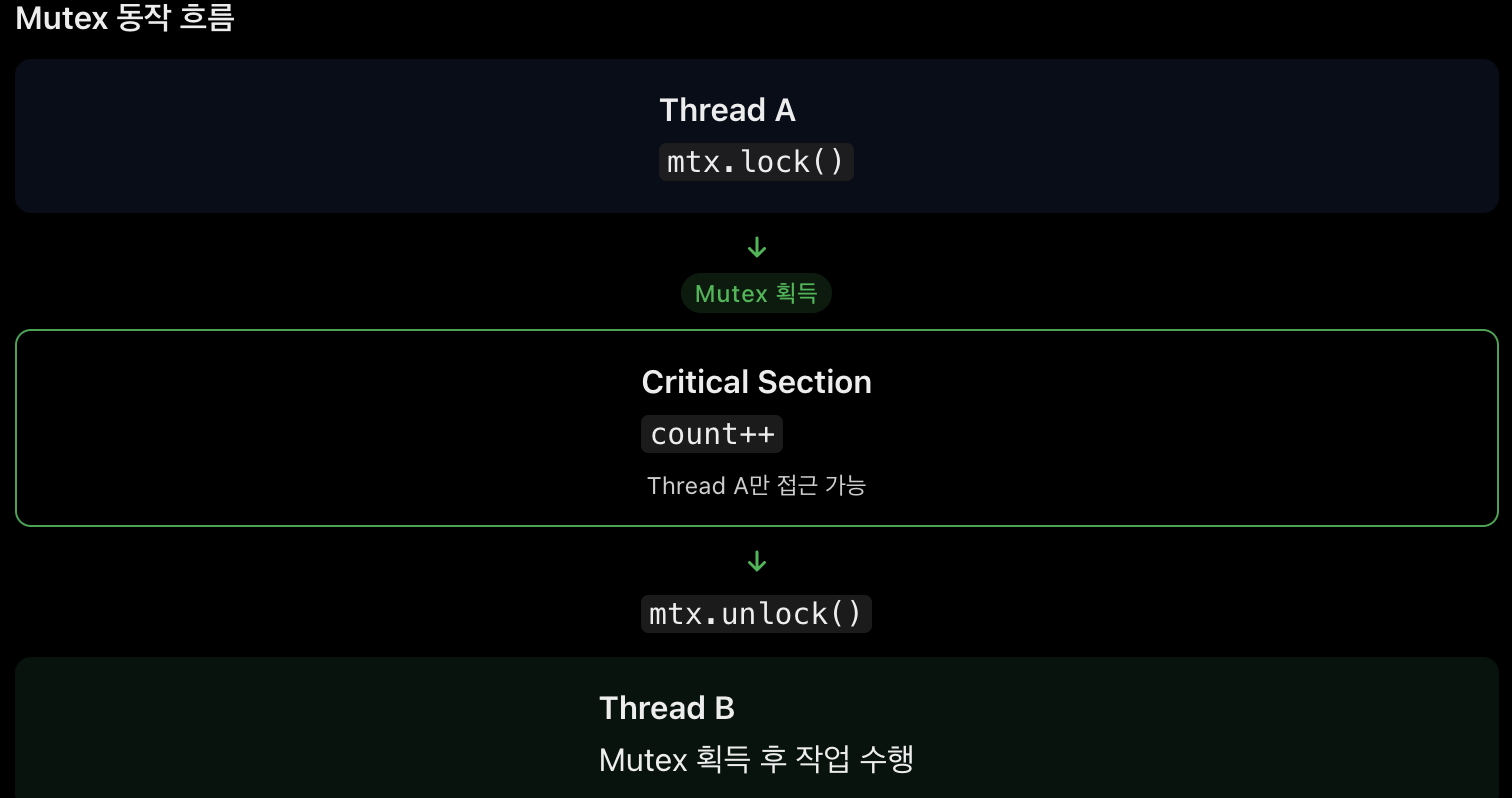 Mutex 동작 흐름
Thread A
mtx.lock()
↓
Mutex 획득
Critical Section
count++
Thread A만 접근 가능
↓
mtx.unlock()
Thread B
Mutex 획득 후 작업 수행